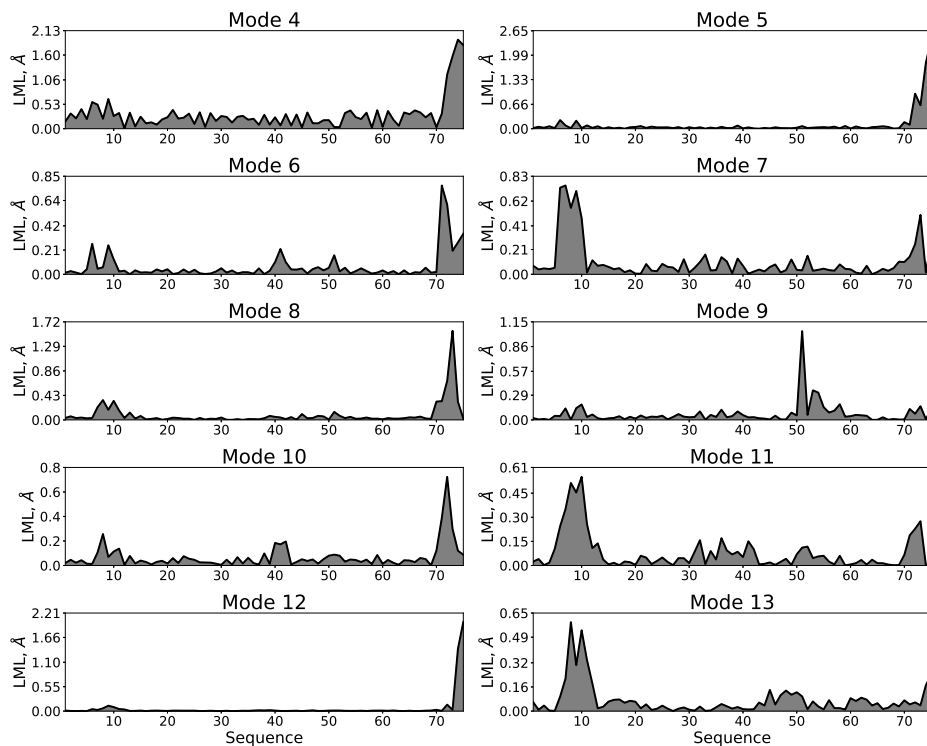 Mode 4
LML, Å
2.13
1.60
1.06
0.53
0.00
10 20 30 40 50 60 70
Mode 5
LML, Å
2.65
1.99
1.33
0.66
0.00
10 20 30 40 50 60 70
Mode 6
LML, Å
0.85
0.64
0.42
0.21
0.00
10 20 30 40 50 60 70
Mode 7
LML, Å
0.83
0.62
0.41
0.21
0.00
10 20 30 40 50 60 70
Mode 8
LML, Å
1.72
1.29
0.86
0.43
0.00
10 20 30 40 50 60 70
Mode 9
LML, Å
1.15
0.86
0.57
0.29
0.00
10 20 30 40 50 60 70
Mode 10
LML, Å
0.8
0.6
0.4
0.2
0.0
10 20 30 40 50 60 70
Mode 11
LML, Å
0.61
0.45
0.30
0.15
0.00
10 20 30 40 50 60 70
Mode 12
LML, Å
2.21
1.66
1.10
0.55
0.00
10 20 30 40 50 60 70
Sequence
Mode 13
LML, Å
0.65
0.49
0.32
0.16
0.00
10 20 30 40 50 60 70
Sequence